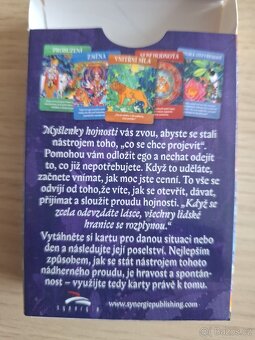 PROBUZENÍ
ZMĚNA
VNITŘNÍ SÍLA
SEBEHODNOTA
Myšlenky hojnosti vás zvou, abyste se stali
nástrojem toho, „co se chce projevit“.
Pomohou vám odložit ego a nechat odejít
to, co již nepotřebujete. Když to uděláte,
začnete vnímat, jak moc jste cenní. To vše se
odvíjí od toho, že víte, jak se otevřít, dávat,
přijímat a sloužit proudu hojnosti. „Když se
zcela odevzdáte lásce, všechny lidské
hranice se rozplynou.“
Vytáhněte si kartu pro danou situaci nebo
den a následujte její poselství. Nejlepším
způsobem, jak se stát nástrojem tohoto
nádherného proudu, je hravost a spontán-
nost – využijte tedy karty právě k tomu.
synergie
www.synergiepublishing.com